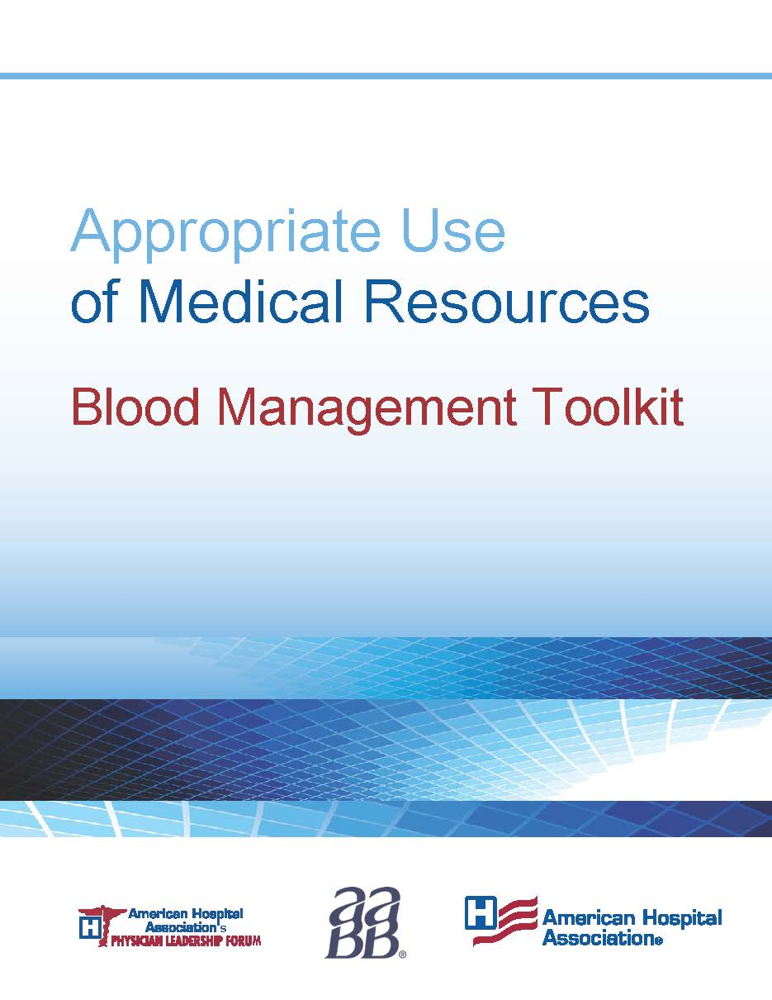 Appropriate Use
of Medical Resources
Blood Management Toolkit
H
American Hospital
Association's
PHYSICIAN LEADERSHIP FORUM
aa
BB®
H
American Hospital
Association®